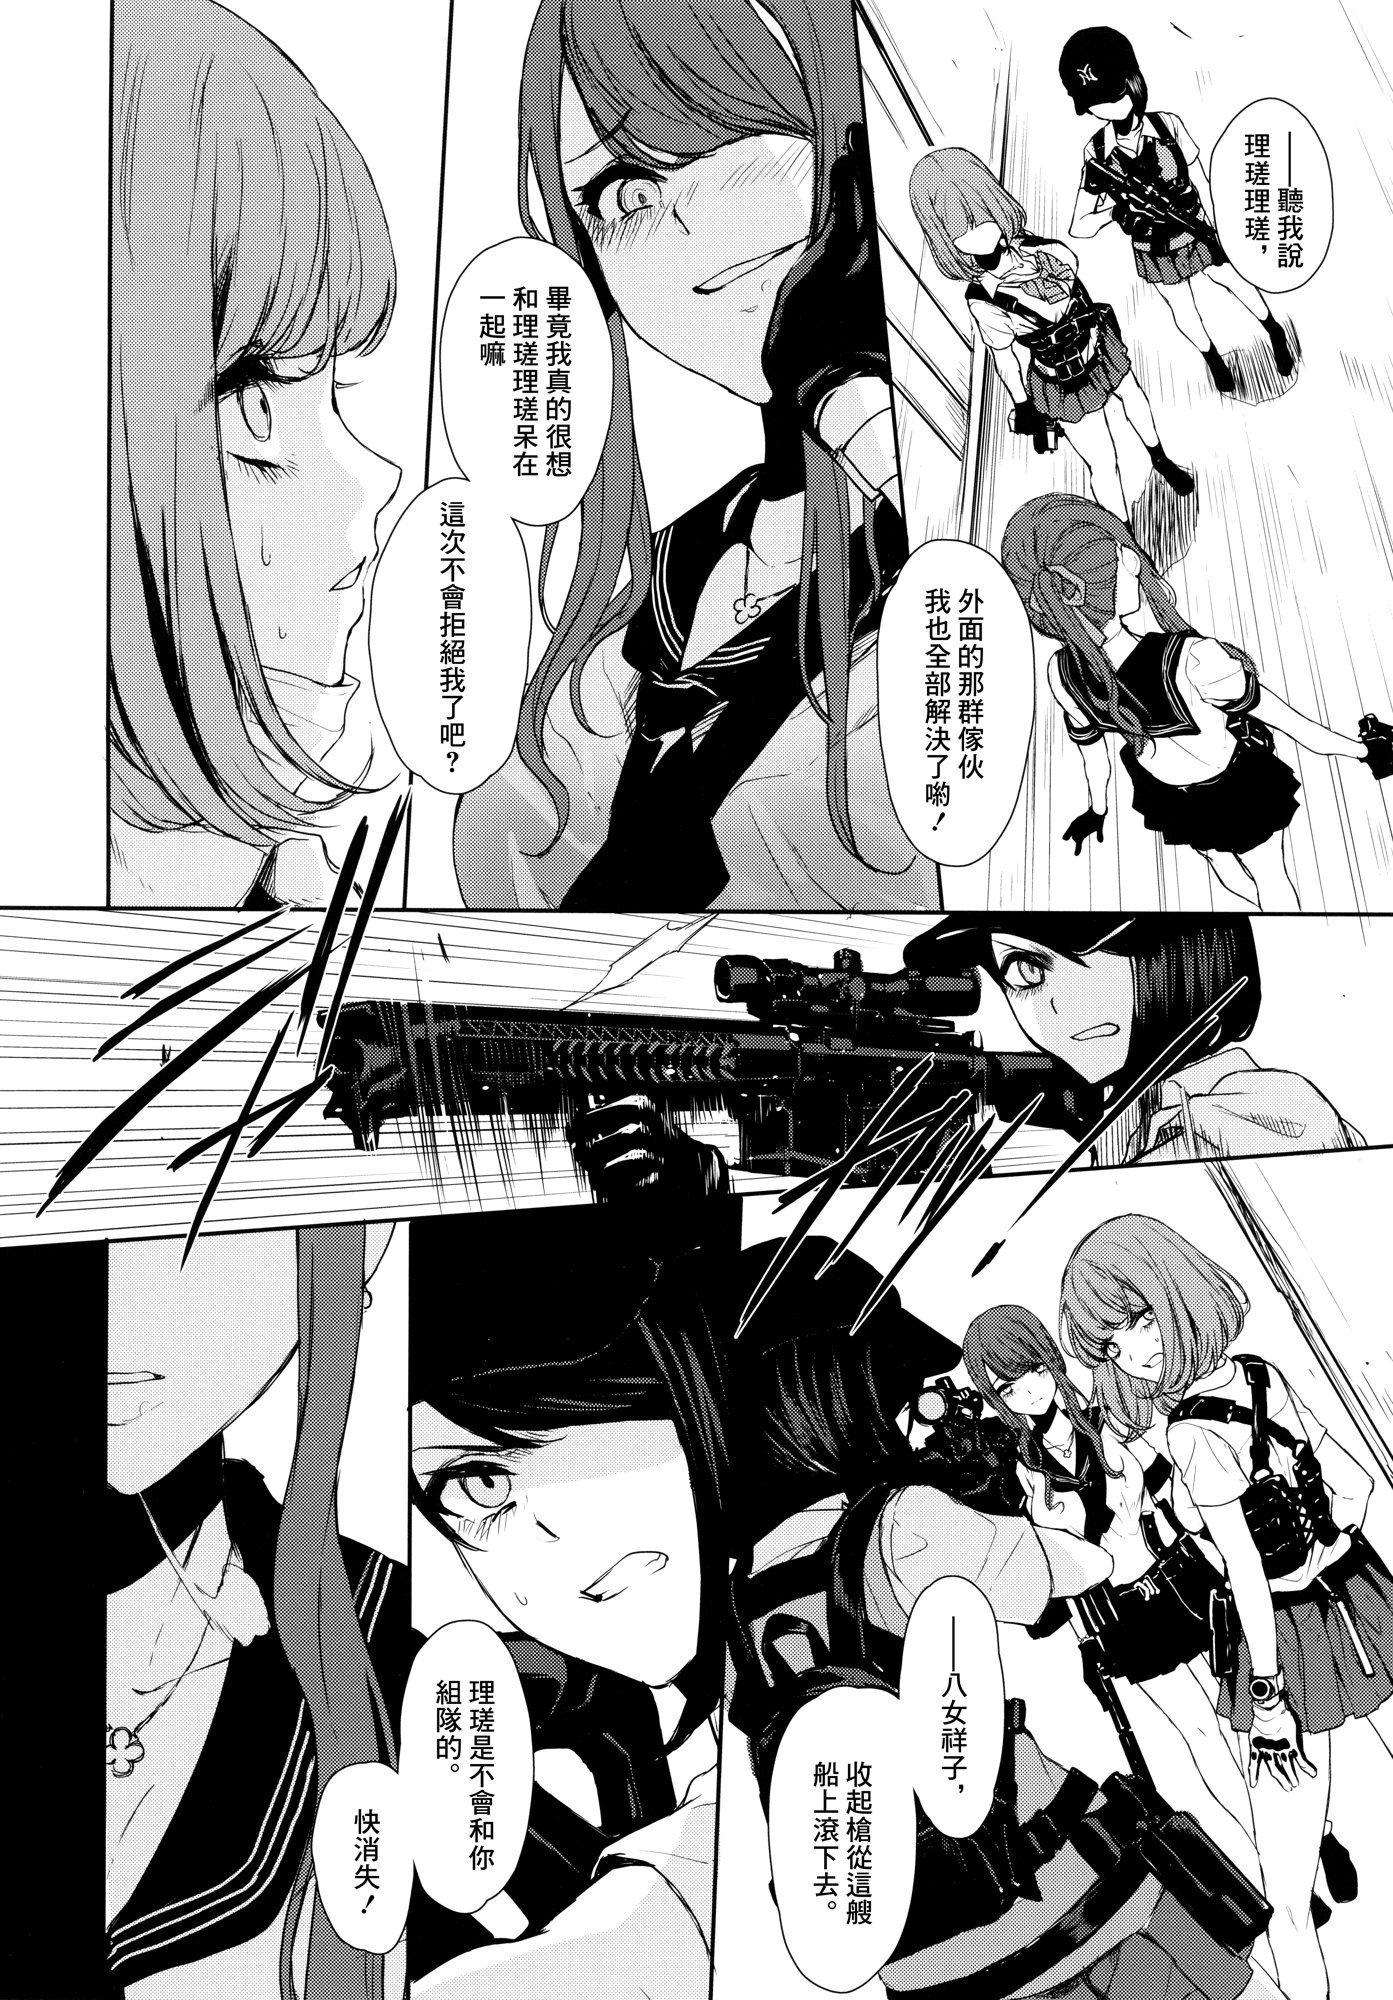 ——聽我說
理瑳理瑳，
外面的那群傢伙
我也全部解決了喲！
畢竟我真的很想
和理瑳理瑳呆在
一起嘛
這次不會拒絕我了吧？
——八女祥子，
收起槍從這艘
船上滾下去。
理瑳是不會和你
組隊的。
快消失！